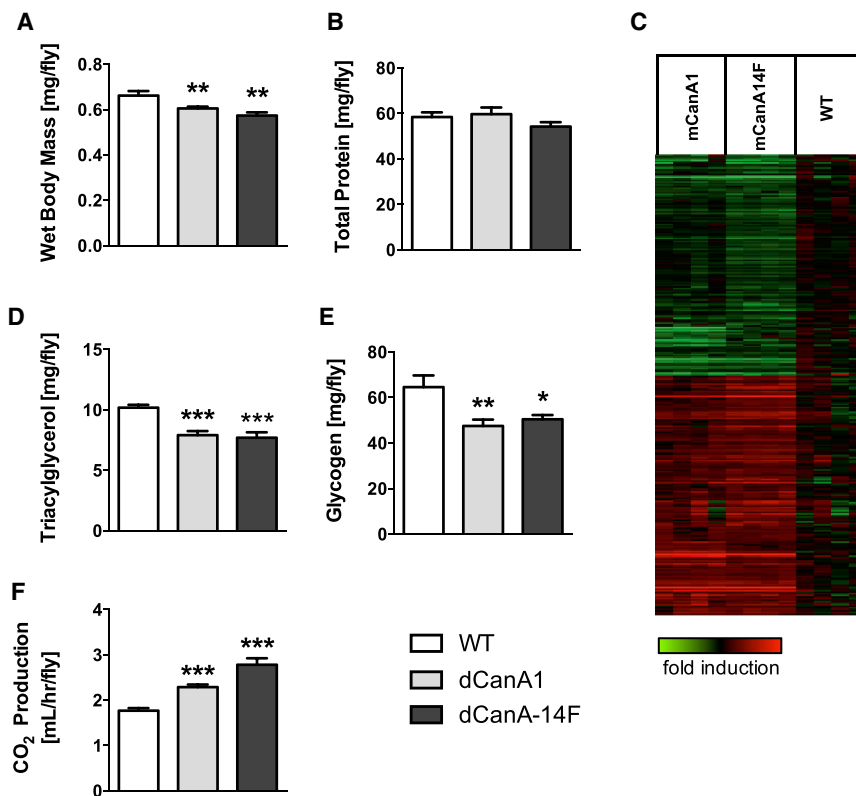 A
Wet Body Mass [mg/fly]
0.8
0.6
0.4
0.2
0.0
**
**
B
Total Protein [mg/fly]
80
60
40
20
0
C
mCanA1
mCanA14F
WT
fold induction
D
Triacylglycerol [mg/fly]
15
10
5
0
***
***
E
Glycogen [mg/fly]
80
60
40
20
0
**
*
F
CO2 Production
[mL/hr/fly]
4
3
2
1
0
***
***
WT
dCanA1
dCanA-14F